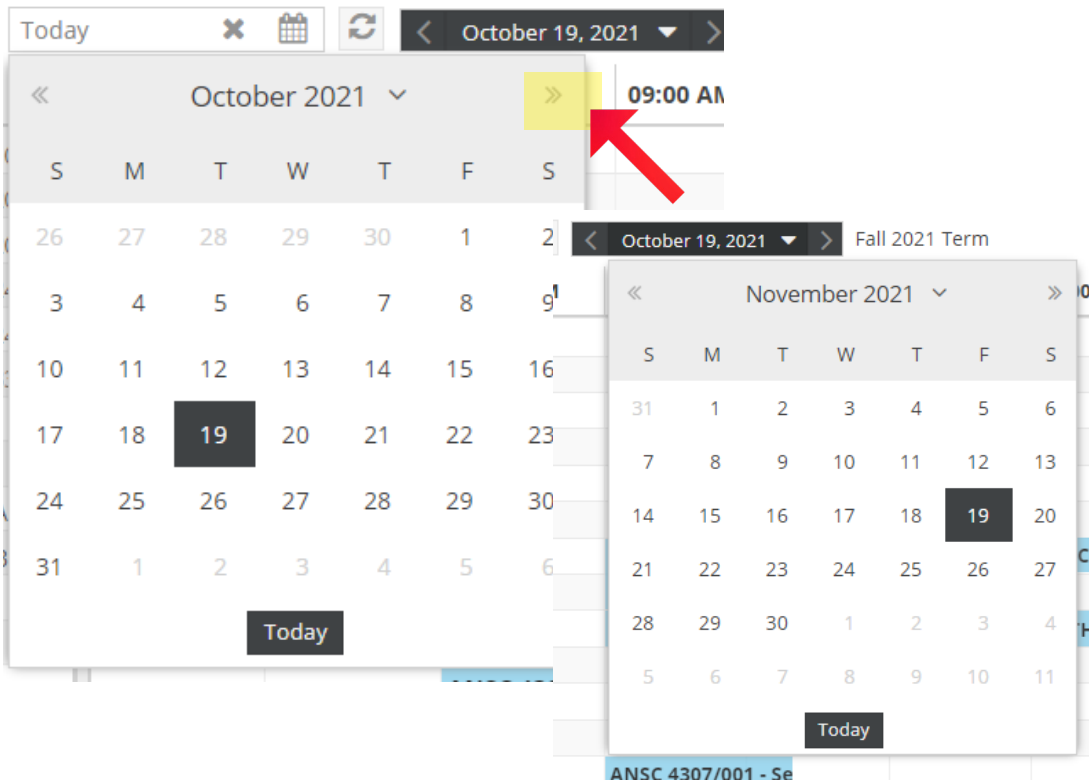 Today
October 19, 2021
October 2021
09:00 AM
S M T W T F S
26 27 28 29 30 1 2
3 4 5 6 7 8 9
10 11 12 13 14 15 16
17 18 19 20 21 22 23
24 25 26 27 28 29 30
31 1 2 3 4 5 6
Today
October 19, 2021
Fall 2021 Term
November 2021
S M T W T F S
31 1 2 3 4 5 6
7 8 9 10 11 12 13
14 15 16 17 18 19 20
21 22 23 24 25 26 27
28 29 30 1 2 3 4
5 6 7 8 9 10 11
Today
ANSC 4307/001 - Se